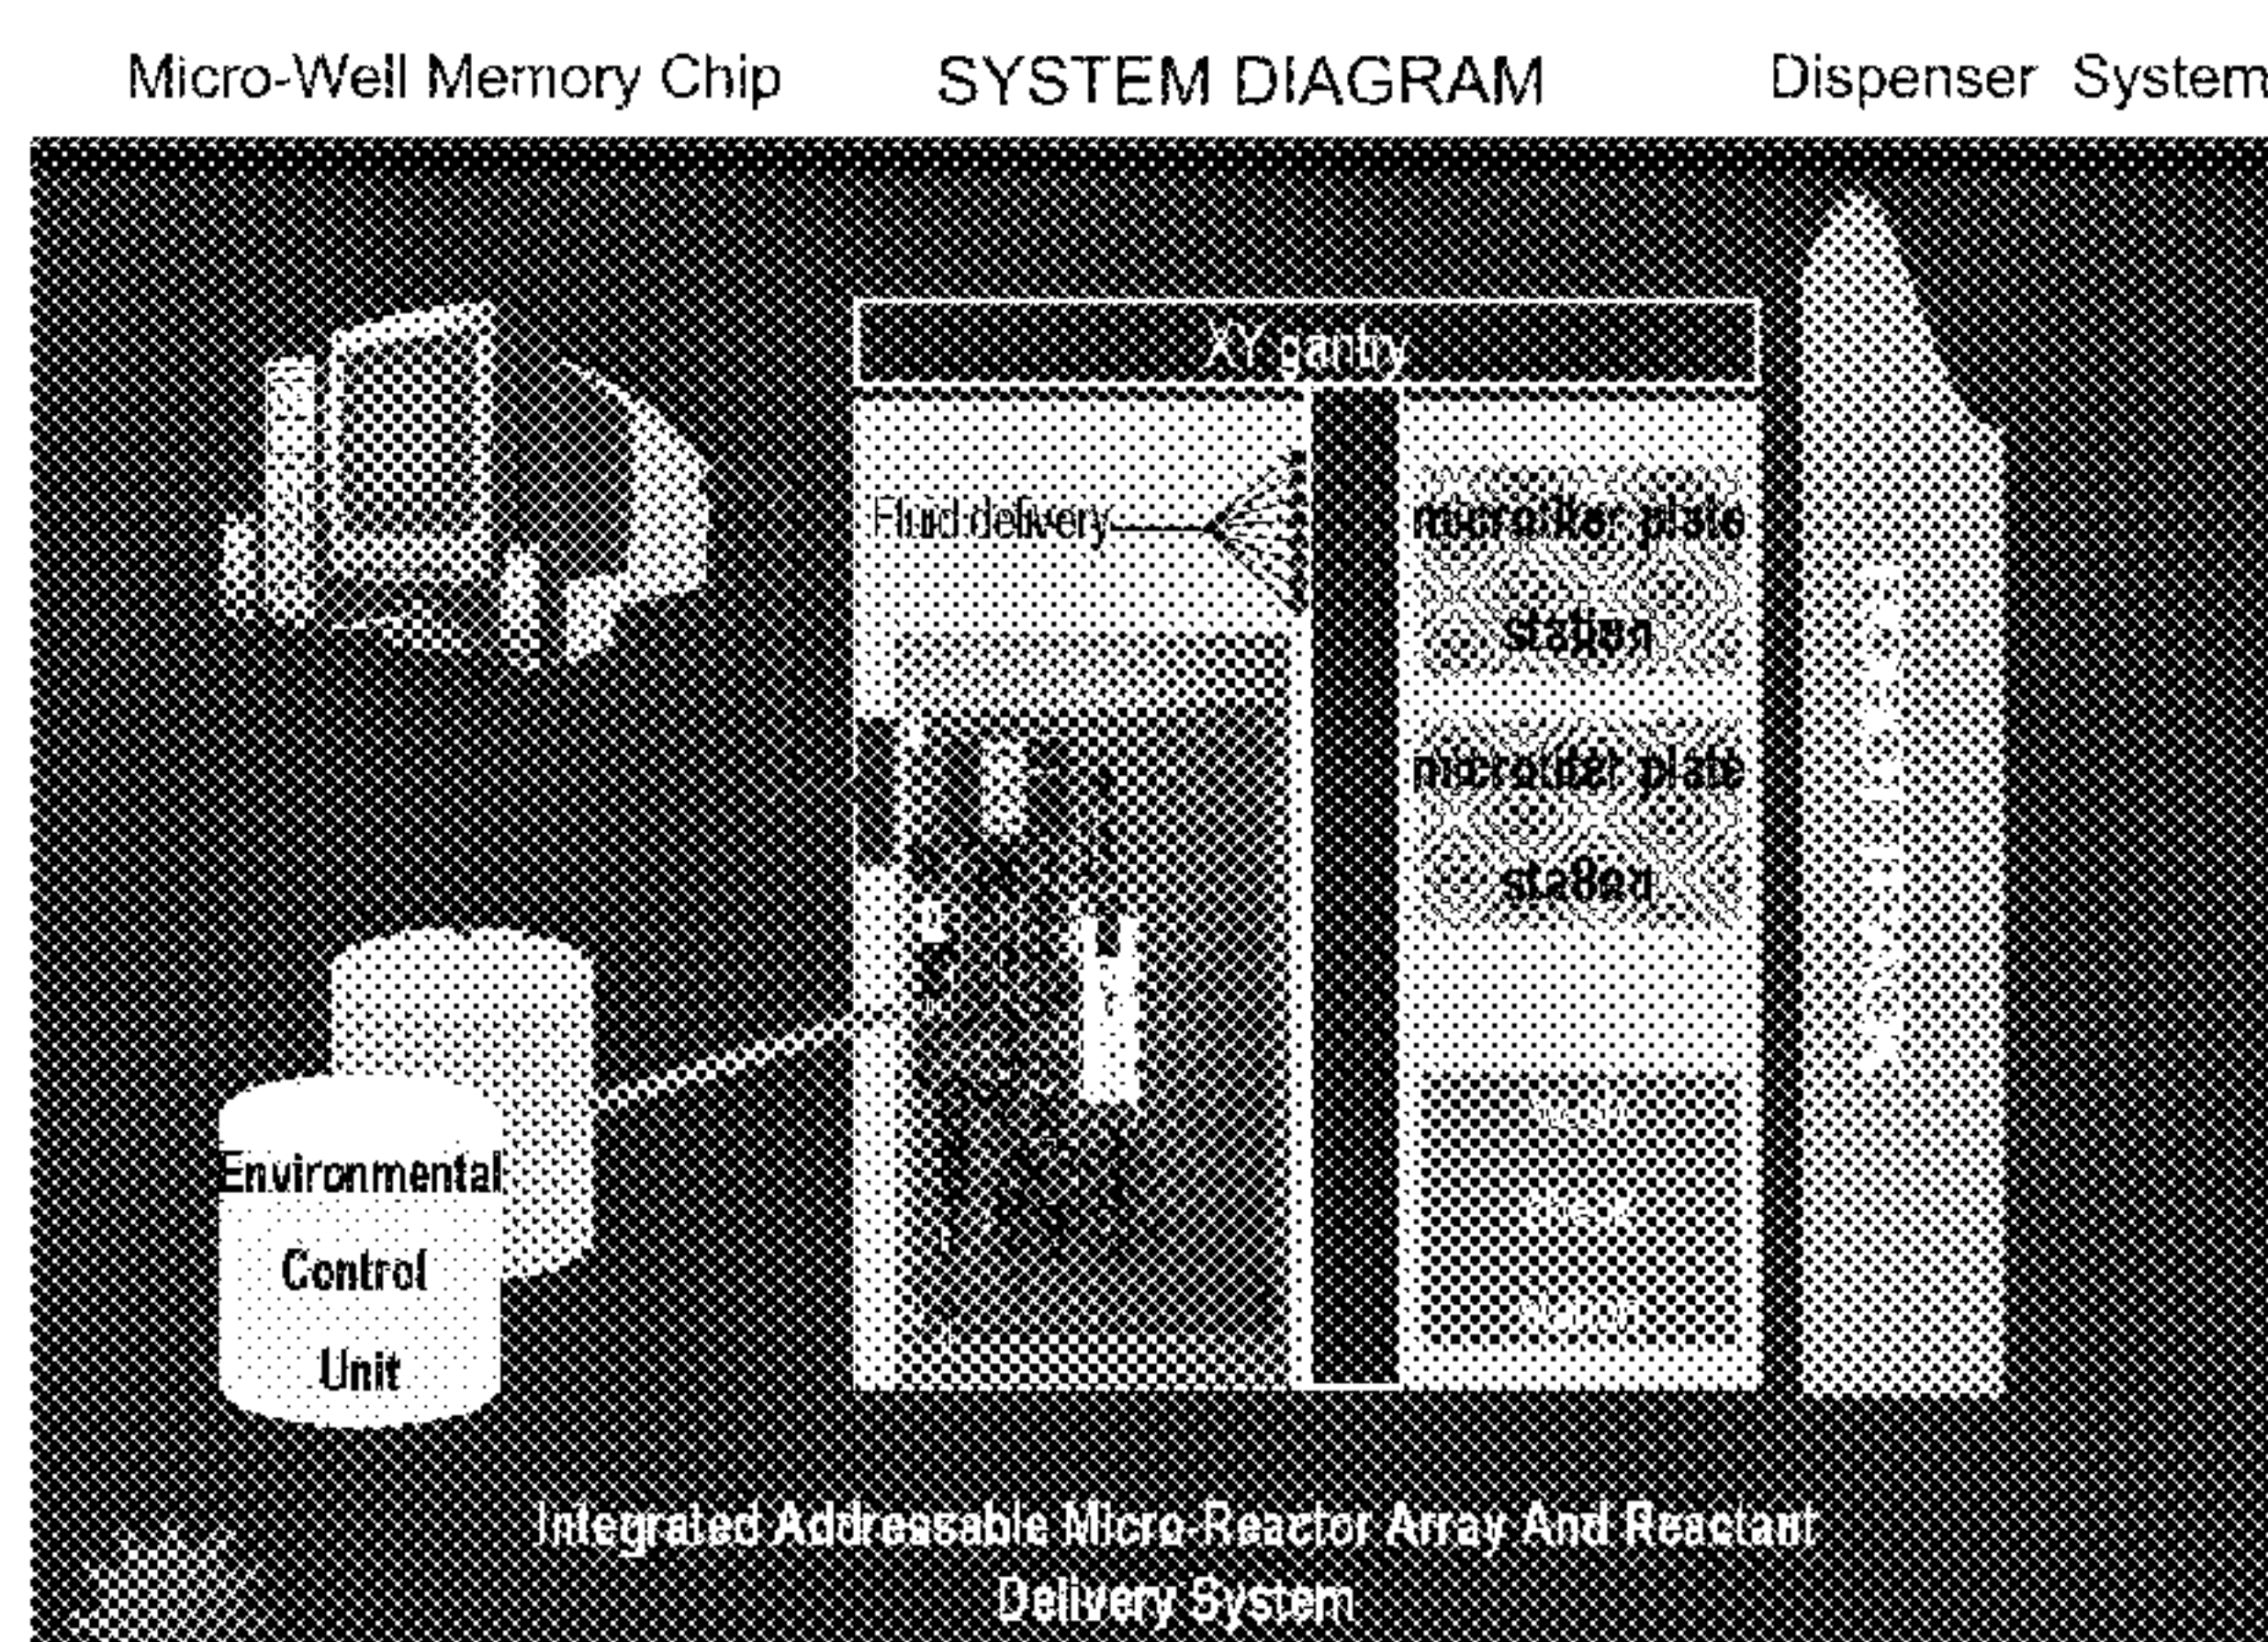 Micro-Well Memory Chip
SYSTEM DIAGRAM
Dispenser System
XY gantry
Fluid delivery
microtiter plate
station
microtiter plate
station
Environmental
Control
Unit
Integrated Addressable Micro-Reactor Array And Reactant
Delivery System